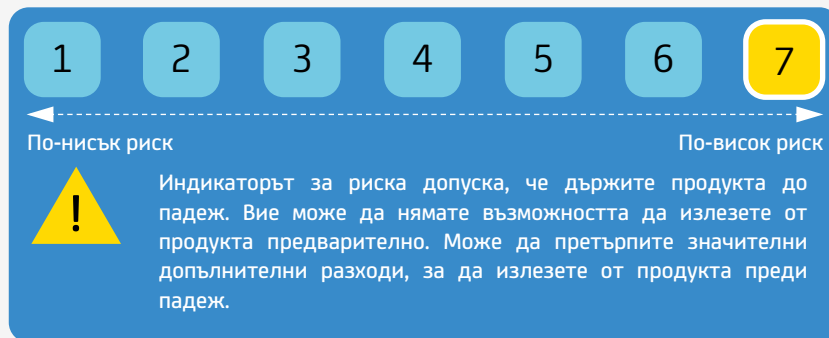 1 2 3 4 5 6 7
По-нисък риск По-висок риск
! Индикаторът за риска допуска, че държите продукта до
падеж. Вие може да нямате възможността да излезете от
продукта предварително. Може да претърпите значителни
допълнителни разходи, за да излезете от продукта преди
падеж.